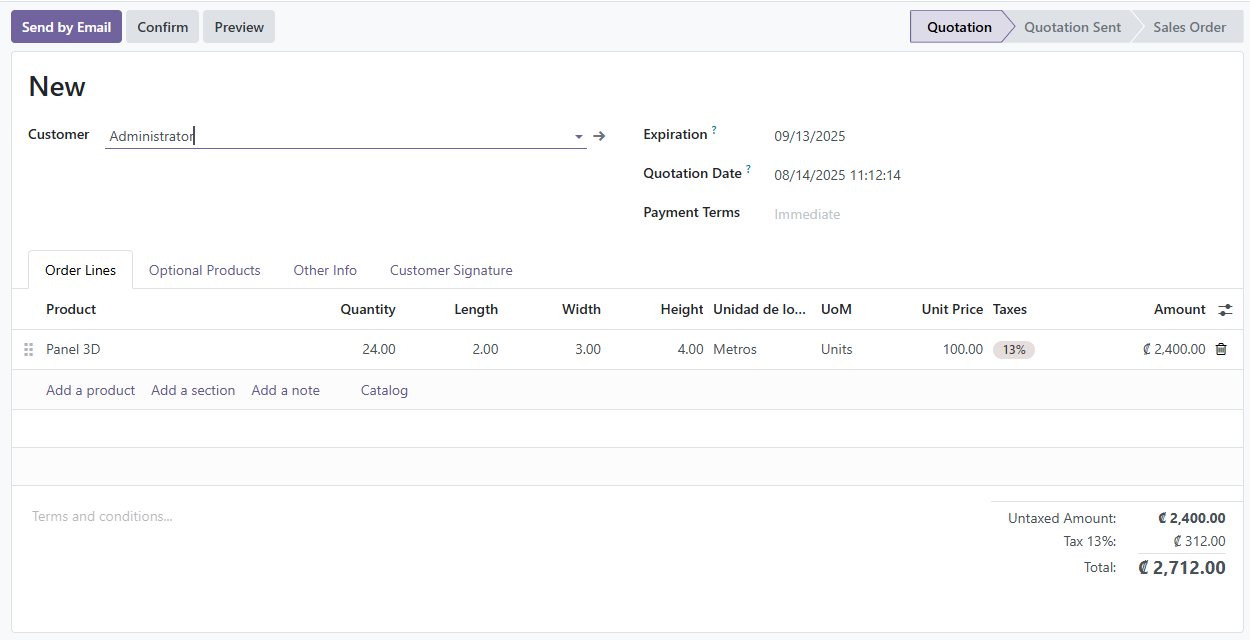 Send by Email Confirm Preview Quotation Quotation Sent Sales Order
New
Customer Administrator
Expiration ? 09/13/2025
Quotation Date ? 08/14/2025 11:12:14
Payment Terms Immediate
Order Lines Optional Products Other Info Customer Signature
Product Quantity Length Width Height Unidad de lo... UoM Unit Price Taxes Amount
Panel 3D 24.00 2.00 3.00 4.00 Metros Units 100.00 13% ₡ 2,400.00
Add a product Add a section Add a note Catalog
Terms and conditions...
Untaxed Amount: ₡ 2,400.00
Tax 13%: ₡ 312.00
Total: ₡ 2,712.00